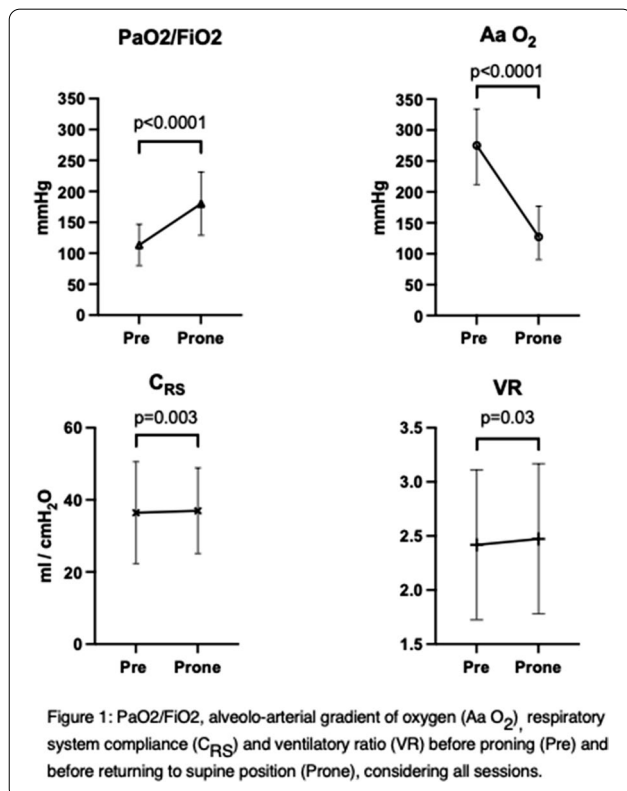 PaO2/FiO2
p<0.0001
mmHg
350
300
250
200
150
100
50
0
Pre Prone
Aa O₂
p<0.0001
mmHg
350
300
250
200
150
100
50
0
Pre Prone
C_RS
p=0.003
ml / cmH₂O
60
40
20
0
Pre Prone
VR
p=0.03
3.5
3.0
2.5
2.0
1.5
Pre Prone
Figure 1: PaO2/FiO2, alveolo-arterial gradient of oxygen (Aa O₂), respiratory
system compliance (C_RS) and ventilatory ratio (VR) before proning (Pre) and
before returning to supine position (Prone), considering all sessions.